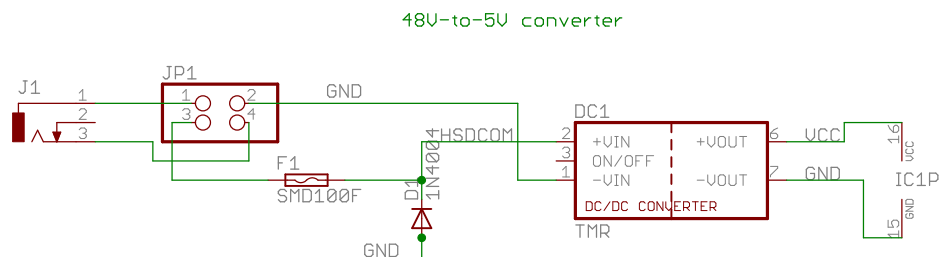 48V-to-5V converter
J1
1
2
3
JP1
1 2
3 4
GND
F1
SMD100F
D1
1N4004
GND
HSDCOM
DC1
2 +VIN +VOUT 6
3 ON/OFF
1 -VIN -VOUT 7
DC/DC CONVERTER
TMR
VCC
GND
16
VCC
IC1P
GND
15